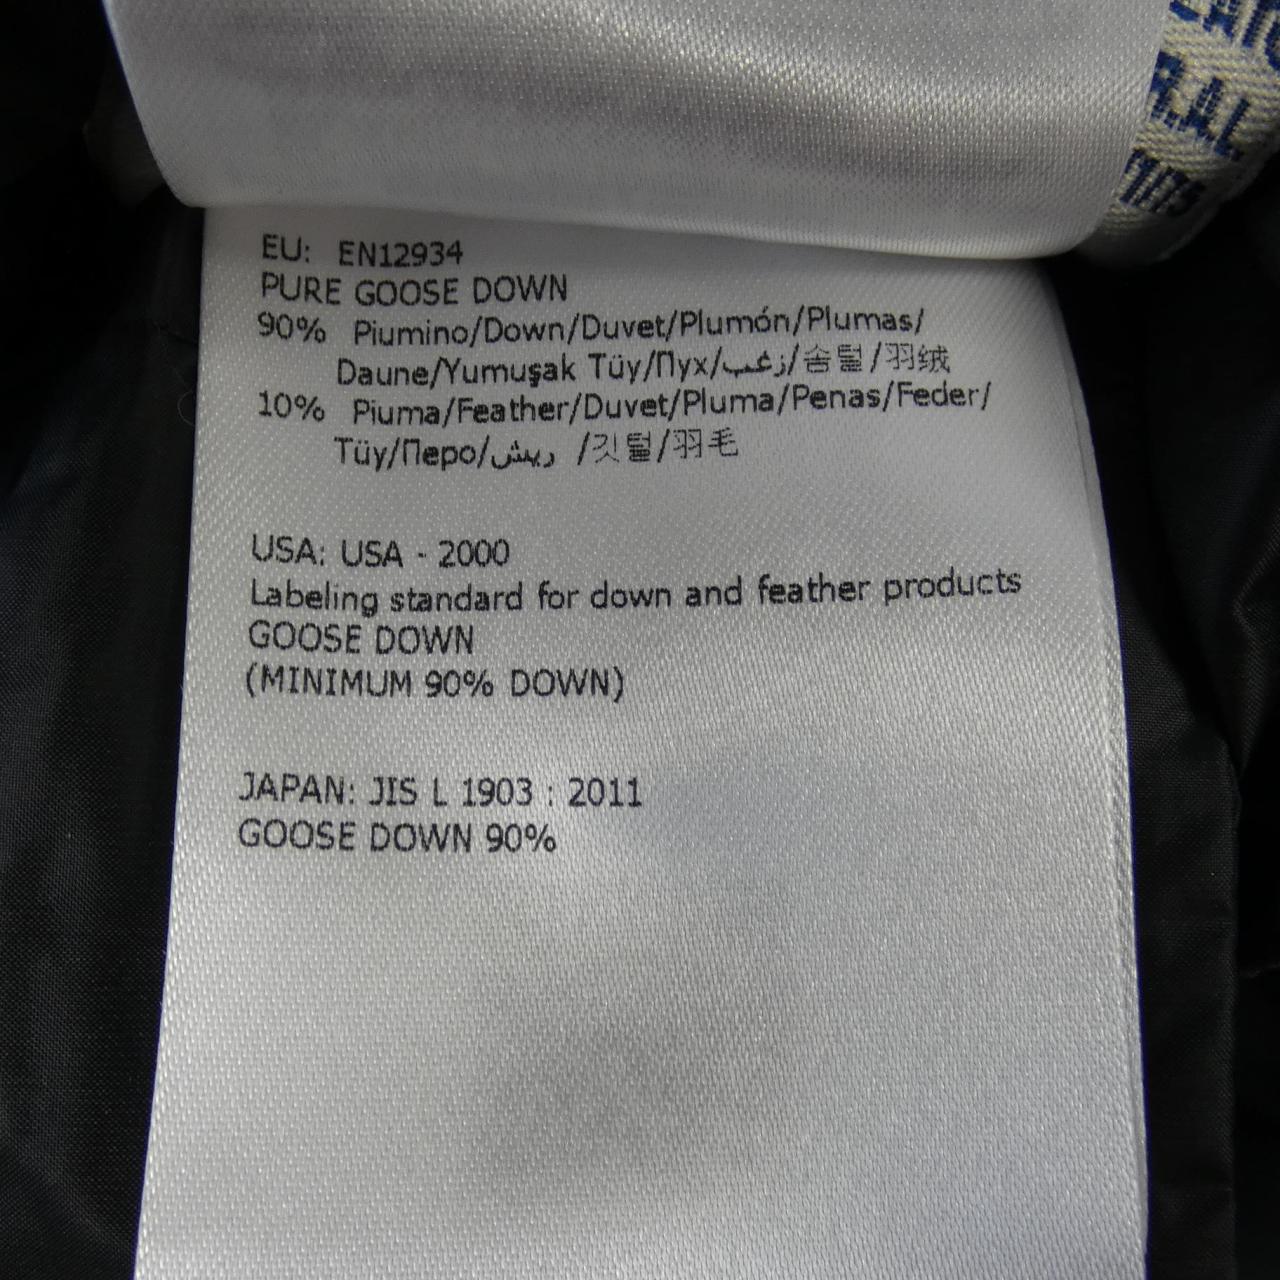 R.A.L.
EU: EN12934
PURE GOOSE DOWN
90% Piumino/Down/Duvet/Plumón/Plumas/
Daune/Yumuşak Tüy/Пух/زغب/솜털/羽绒
10% Piuma/Feather/Duvet/Pluma/Penas/Feder/
Tüy/Перо/ريش /깃털/羽毛
USA: USA - 2000
Labeling standard for down and feather products
GOOSE DOWN
(MINIMUM 90% DOWN)
JAPAN: JIS L 1903 : 2011
GOOSE DOWN 90%